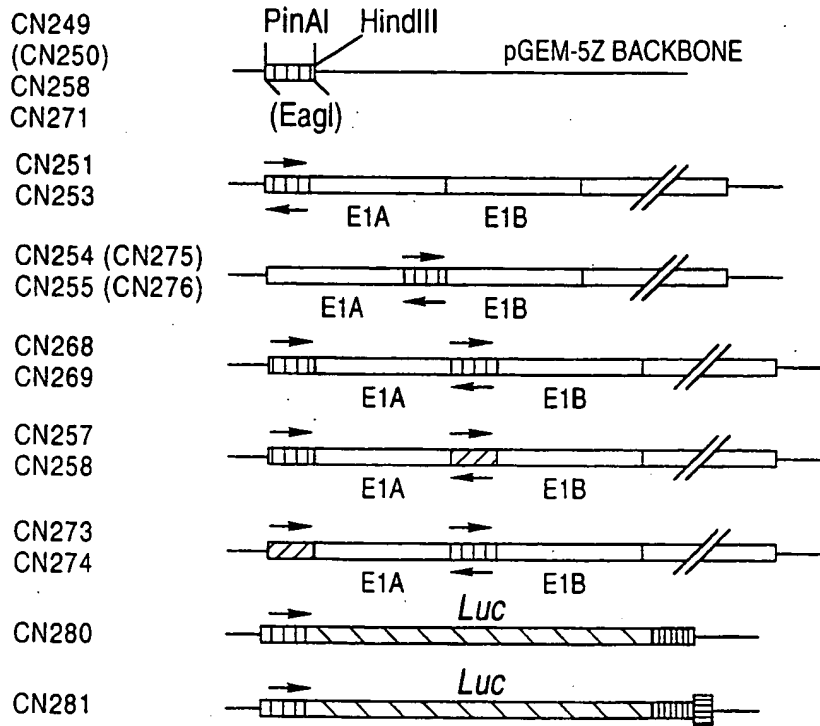 CN249 PinAI HindIII
(CN250) pGEM-5Z BACKBONE
CN258
CN271 (EagI)
CN251
CN253
E1A E1B
CN254 (CN275)
CN255 (CN276)
E1A E1B
CN268
CN269
E1A E1B
CN257
CN258
E1A E1B
CN273
CN274
E1A E1B
CN280 Luc
CN281 Luc